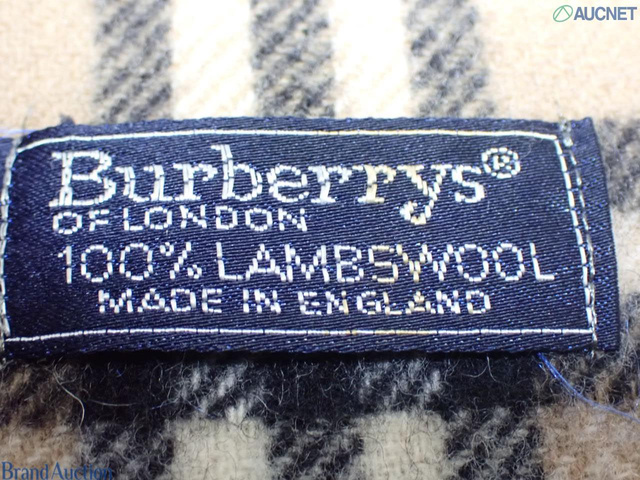 AUCNET
Burberrys®
OF LONDON
100% LAMBSWOOL
MADE IN ENGLAND
Brand Auction